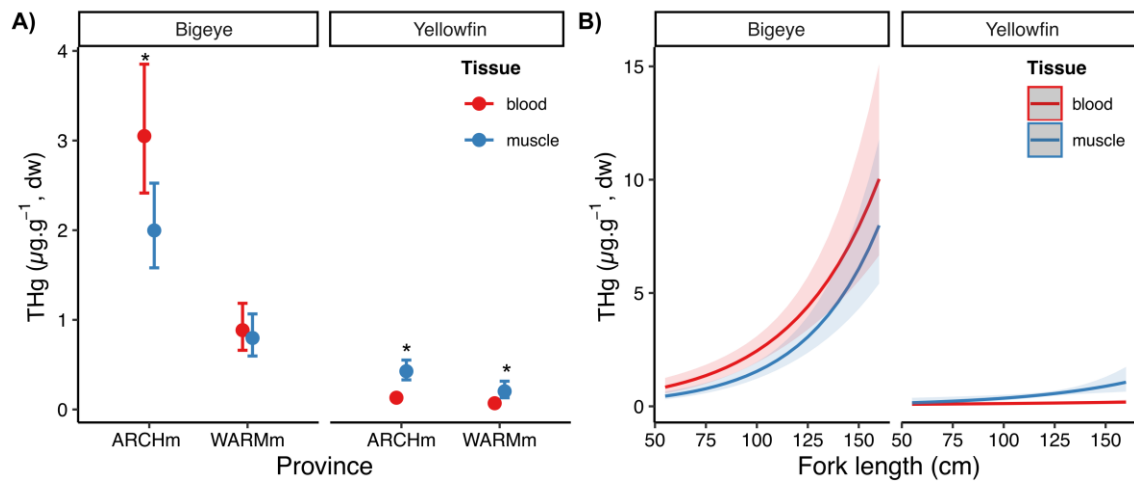 A)
Bigeye
Yellowfin
THg (µg.g⁻¹, dw)
4
3
2
1
0
*
*
*
Tissue
blood
muscle
ARCHm
WARMm
ARCHm
WARMm
Province
B)
Bigeye
Yellowfin
THg (µg.g⁻¹, dw)
15
10
5
0
Tissue
blood
muscle
50
75
100
125
150
50
75
100
125
150
Fork length (cm)